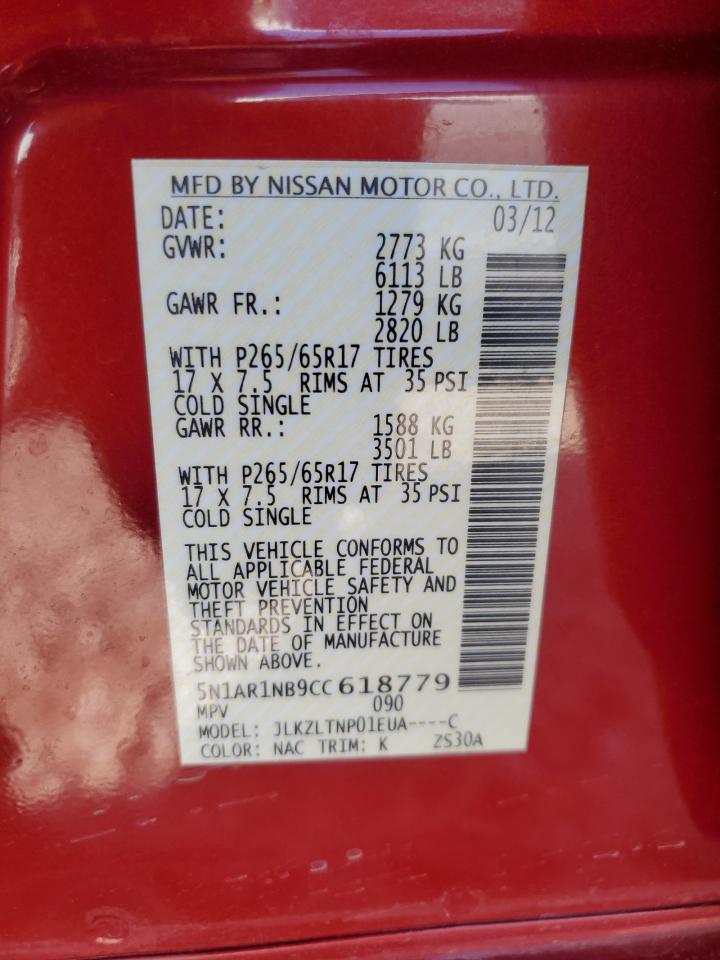 MFD BY NISSAN MOTOR CO., LTD.
DATE: 03/12
GVWR: 2773 KG
6113 LB
GAWR FR.: 1279 KG
2820 LB
WITH P265/65R17 TIRES
17 X 7.5 RIMS AT 35 PSI
COLD SINGLE
GAWR RR.: 1588 KG
3501 LB
WITH P265/65R17 TIRES
17 X 7.5 RIMS AT 35 PSI
COLD SINGLE
THIS VEHICLE CONFORMS TO
ALL APPLICABLE FEDERAL
MOTOR VEHICLE SAFETY AND
THEFT PREVENTION
STANDARDS IN EFFECT ON
THE DATE OF MANUFACTURE
SHOWN ABOVE.
5N1AR1NB9CC618779
MPV 090
MODEL: JLKZLTNP01EUA----C
COLOR: NAC TRIM: K ZS30A